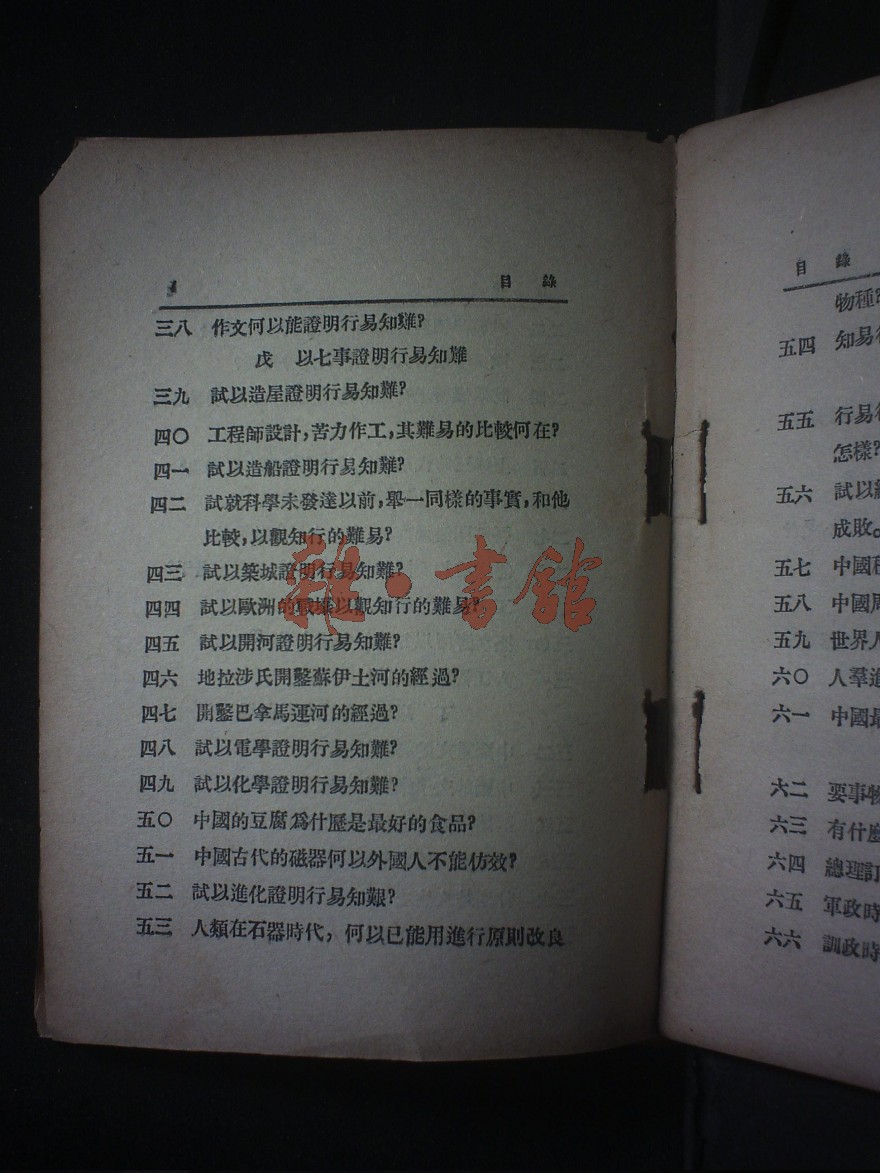 目 錄
三八 作文何以能證明行易知難?
戊 以七事證明行易知難
三九 試以造屋證明行易知難?
四〇 工程師設計,苦力作工,其難易的比較何在?
四一 試以造船證明行易知難?
四二 試就科學未發達以前,舉一同樣的事實,和他
比較,以觀知行的難易?
四三 試以築城證明行易知難?
四四 試以歐洲的戰壕以觀知行的難易?
四五 試以開河證明行易知難?
四六 地拉涉氏開鑿蘇伊士河的經過?
四七 開鑿巴拿馬運河的經過?
四八 試以電學證明行易知難?
四九 試以化學證明行易知難?
五〇 中國的豆腐爲什麼是最好的食品?
五一 中國古代的磁器何以外國人不能仿效?
五二 試以進化證明行易知艱?
五三 人類在石器時代,何以已能用進行原則改良
雜·書館
目 錄
物種?
五四 知易行
五五 行易
怎樣?
五六 試以
成敗。
五七 中國
五八 中國周
五九 世界人
六〇 人羣進
六一 中國最
六二 要事物
六三 有什麼
六四 總理訂
六五 軍政時
六六 訓政時